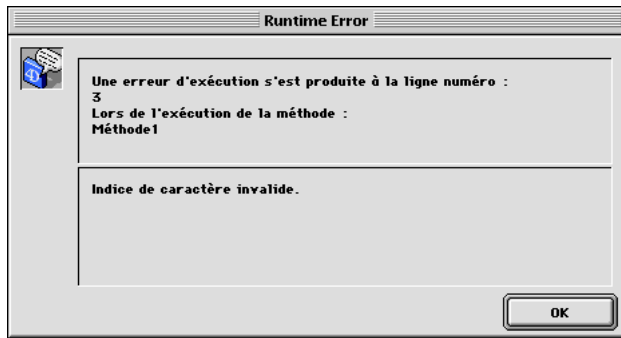 Runtime Error
4D
Une erreur d'exécution s'est produite à la ligne numéro :
3
Lors de l'exécution de la méthode :
Méthode1
Indice de caractère invalide.
OK